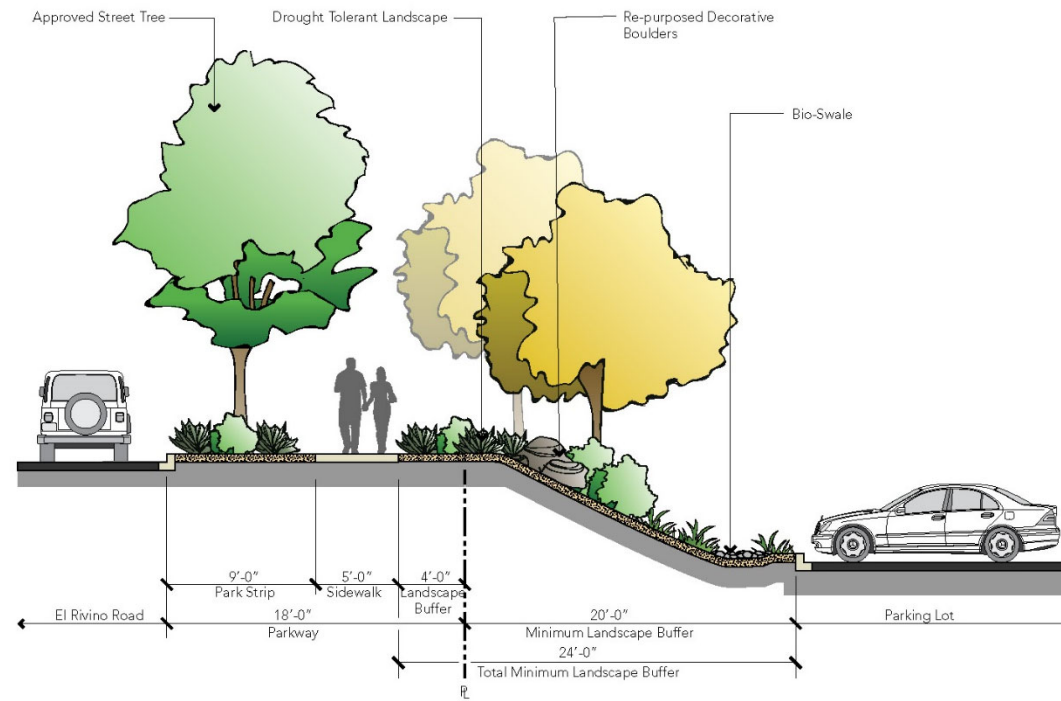 Approved Street Tree
Drought Tolerant Landscape
Re-purposed Decorative
Boulders
Bio-Swale
9'-0"
Park Strip
5'-0"
Sidewalk
4'-0"
Landscape
Buffer
El Rivino Road
18'-0"
Parkway
20'-0"
Minimum Landscape Buffer
Parking Lot
24'-0"
Total Minimum Landscape Buffer
PL